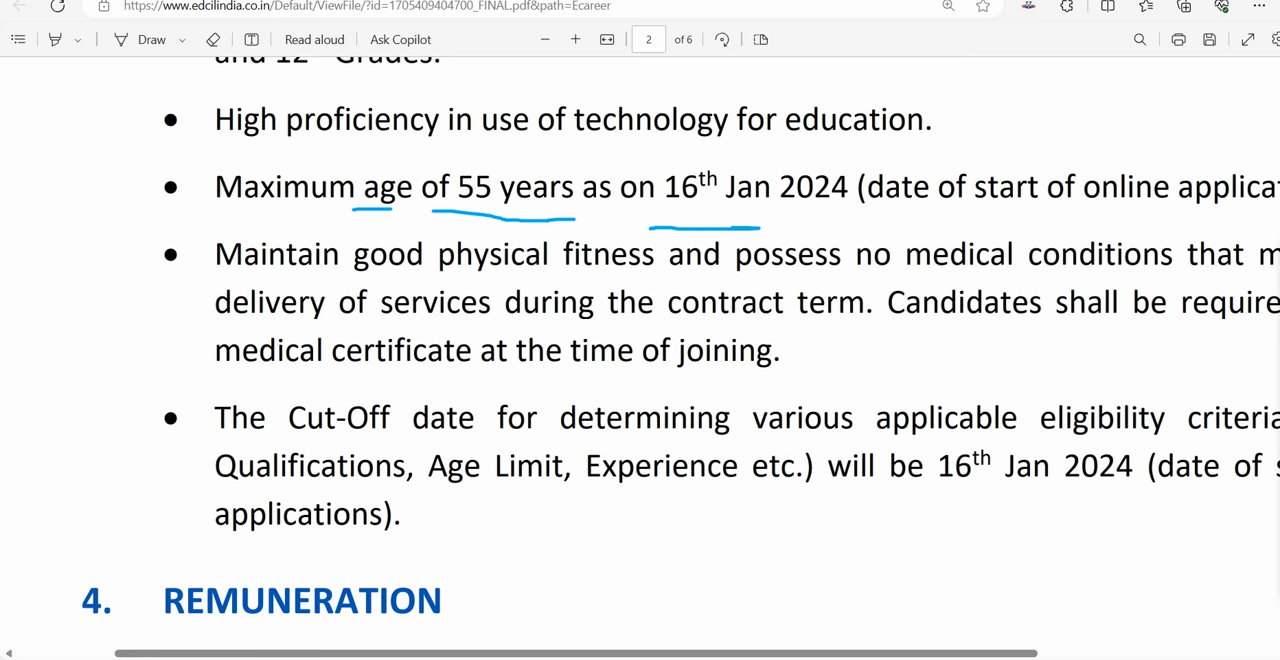 https://www.edcilindia.co.in/Default/ViewFile/?id=1705409404700_FINAL.pdf&path=Ecareer
Draw Read aloud Ask Copilot 2 of 6
and 12 Grades.
• High proficiency in use of technology for education.
• Maximum age of 55 years as on 16th Jan 2024 (date of start of online applica
• Maintain good physical fitness and possess no medical conditions that m
delivery of services during the contract term. Candidates shall be require
medical certificate at the time of joining.
• The Cut-Off date for determining various applicable eligibility criteria
Qualifications, Age Limit, Experience etc.) will be 16th Jan 2024 (date of s
applications).
4. REMUNERATION